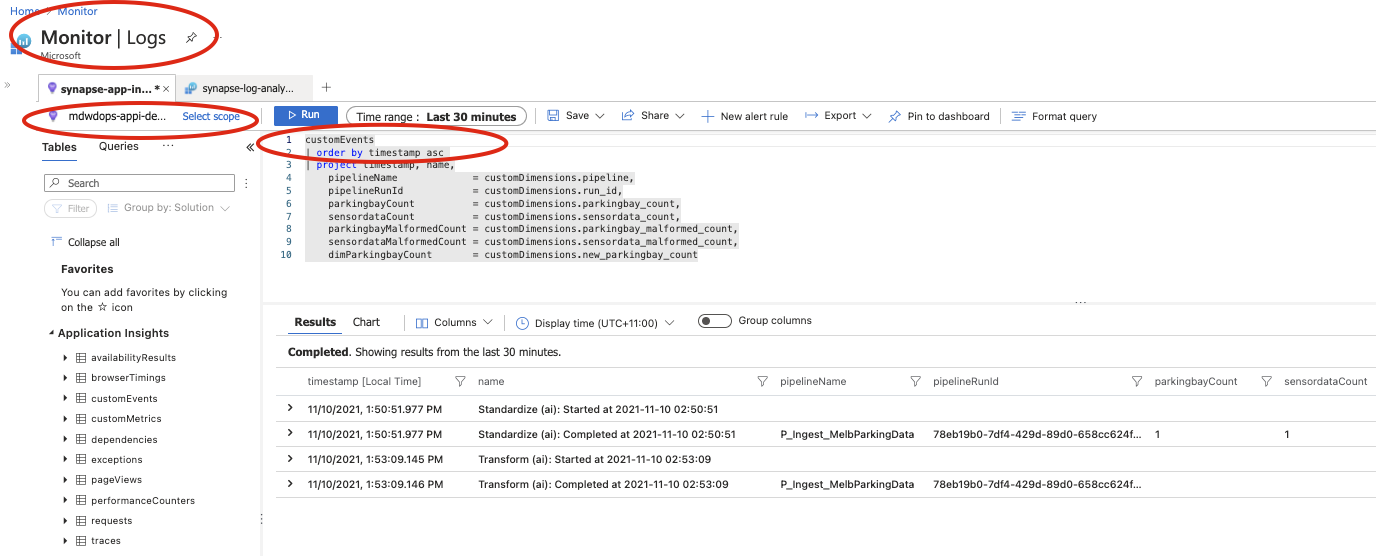 Home > Monitor
Monitor | Logs
Microsoft
synapse-app-in... *
synapse-log-analy...
mdwdops-appi-de...
Select scope
Run
Time range : Last 30 minutes
Save
Share
New alert rule
Export
Pin to dashboard
Format query
Tables
Queries
...
Search
Filter
Group by: Solution
Collapse all
Favorites
You can add favorites by clicking
on the ☆ icon
Application Insights
availabilityResults
browserTimings
customEvents
customMetrics
dependencies
exceptions
pageViews
performanceCounters
requests
traces
1 customEvents
2 | order by timestamp asc
3 | project timestamp, name,
4 pipelineName = customDimensions.pipeline,
5 pipelineRunId = customDimensions.run_id,
6 parkingbayCount = customDimensions.parkingbay_count,
7 sensordataCount = customDimensions.sensordata_count,
8 parkingbayMalformedCount = customDimensions.parkingbay_malformed_count,
9 sensordataMalformedCount = customDimensions.sensordata_malformed_count,
10 dimParkingbayCount = customDimensions.new_parkingbay_count
Results
Chart
Columns
Display time (UTC+11:00)
Group columns
Completed. Showing results from the last 30 minutes.
timestamp [Local Time] name pipelineName pipelineRunId parkingbayCount sensordataCount
11/10/2021, 1:50:51.977 PM Standardize (ai): Started at 2021-11-10 02:50:51
11/10/2021, 1:50:51.977 PM Standardize (ai): Completed at 2021-11-10 02:50:51 P_Ingest_MelbParkingData 78eb19b0-7df4-429d-89d0-658cc624f... 1 1
11/10/2021, 1:53:09.145 PM Transform (ai): Started at 2021-11-10 02:53:09
11/10/2021, 1:53:09.146 PM Transform (ai): Completed at 2021-11-10 02:53:09 P_Ingest_MelbParkingData 78eb19b0-7df4-429d-89d0-658cc624f...